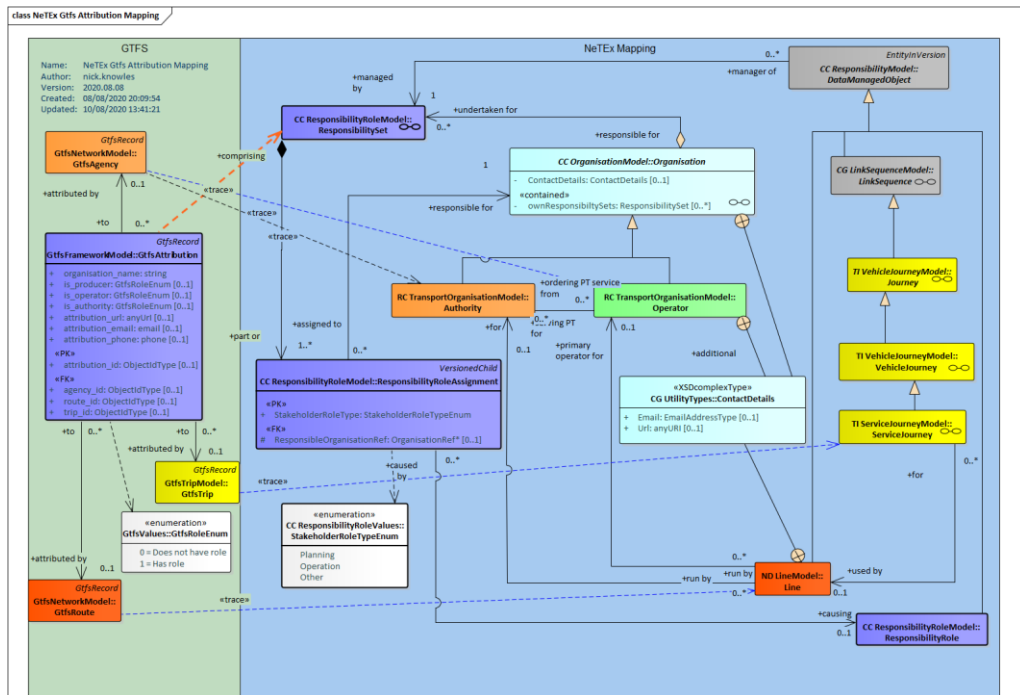 class NeTEx Gtfs Attribution Mapping
GTFS
NeTEx Mapping
Name: NeTEx Gtfs Attribution Mapping
Author: nick.knowles
Version: 2020.08.08
Created: 08/08/2020 20:09:54
Updated: 10/08/2020 13:41:21
EntityInVersion
CC ResponsibilityModel::
DataManagedObject
0..*
+manager of
+managed
by
1
+undertaken for
CC ResponsibilityRoleModel::
ResponsibilitySet
0..*
+responsible for
GtfsRecord
GtfsNetworkModel::
GtfsAgency
+comprising
«trace»
1
CC OrganisationModel::Organisation
- ContactDetails: ContactDetails [0..1]
«contained»
- ownResponsibiltySets: ResponsibilitySet [0..*]
CG LinkSequenceModel::
LinkSequence
+attributed by
0..1
«trace»
+responsible for
+to
0..*
«trace»
GtfsRecord
GtfsFrameworkModel::GtfsAttribution
+ organisation_name: string
+ is_producer: GtfsRoleEnum [0..1]
+ is_operator: GtfsRoleEnum [0..1]
+ is_authority: GtfsRoleEnum [0..1]
+ attribution_url: anyUrl [0..1]
+ attribution_email: email [0..1]
+ attribution_phone: phone [0..1]
«PK»
+ attribution_id: ObjectIdType [0..1]
«FK»
+ agency_id: ObjectIdType [0..1]
+ route_id: ObjectIdType [0..1]
+ trip_id: ObjectIdType [0..1]
TI VehicleJourneyModel::
Journey
RC TransportOrganisationModel::
Authority
+ordering PT service
from
0..*
RC TransportOrganisationModel::
Operator
0..*
PT
for
+assigned to
+part or
1..*
0..*
+for
0..1
0..1
+primary
operator for
+additional
TI VehicleJourneyModel::
VehicleJourney
VersionedChild
CC ResponsibilityRoleModel::ResponsibilityRoleAssignment
«PK»
+ StakeholderRoleType: StakeholderRoleTypeEnum
«FK»
# ResponsibleOrganisationRef: OrganisationRef* [0..1]
«XSDcomplexType»
CG UtilityTypes::ContactDetails
+ Email: EmailAddressType [0..1]
+ Url: anyURI [0..1]
TI ServiceJourneyModel::
ServiceJourney
+to
0..*
+to
0..*
+attributed by
0..1
0..*
0..*
+for
+caused
by
GtfsRecord
GtfsTripModel::
GtfsTrip
«trace»
«enumeration»
GtfsValues::GtfsRoleEnum
0 = Does not have role
1 = Has role
«enumeration»
CC ResponsibilityRoleValues::
StakeholderRoleTypeEnum
Planning
Operation
Other
+attributed by
0..1
0..*
+run by
+run by
0..*
ND LineModel::
Line
+used by
0..1
GtfsRecord
GtfsNetworkModel::
GtfsRoute
«trace»
+causing
0..1
CC ResponsibilityRoleModel::
ResponsibilityRole